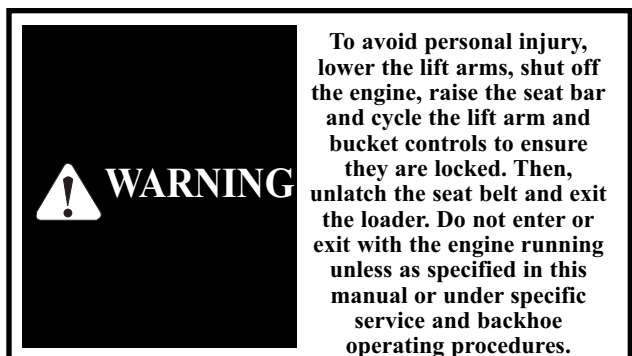 WARNING
To avoid personal injury,
lower the lift arms, shut off
the engine, raise the seat bar
and cycle the lift arm and
bucket controls to ensure
they are locked. Then,
unlatch the seat belt and exit
the loader. Do not enter or
exit with the engine running
unless as specified in this
manual or under specific
service and backhoe
operating procedures.